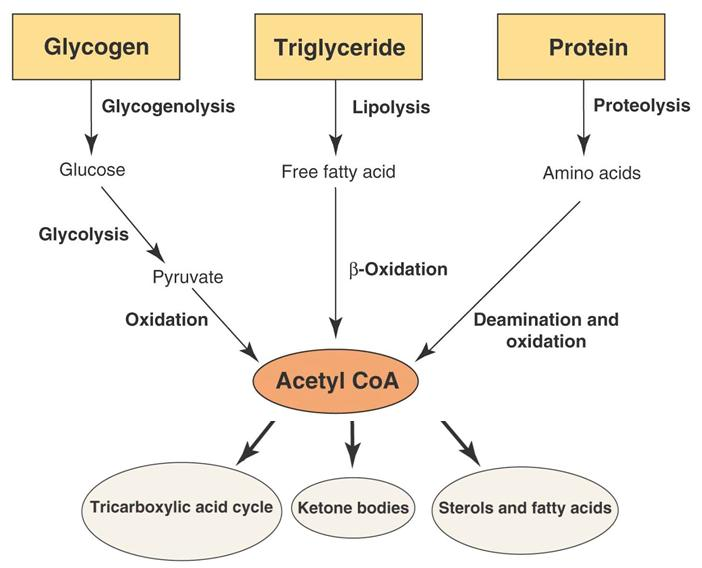 Glycogen
Triglyceride
Protein
Glycogenolysis
Lipolysis
Proteolysis
Glucose
Free fatty acid
Amino acids
Glycolysis
Pyruvate
β-Oxidation
Oxidation
Deamination and
oxidation
Acetyl CoA
Tricarboxylic acid cycle
Ketone bodies
Sterols and fatty acids